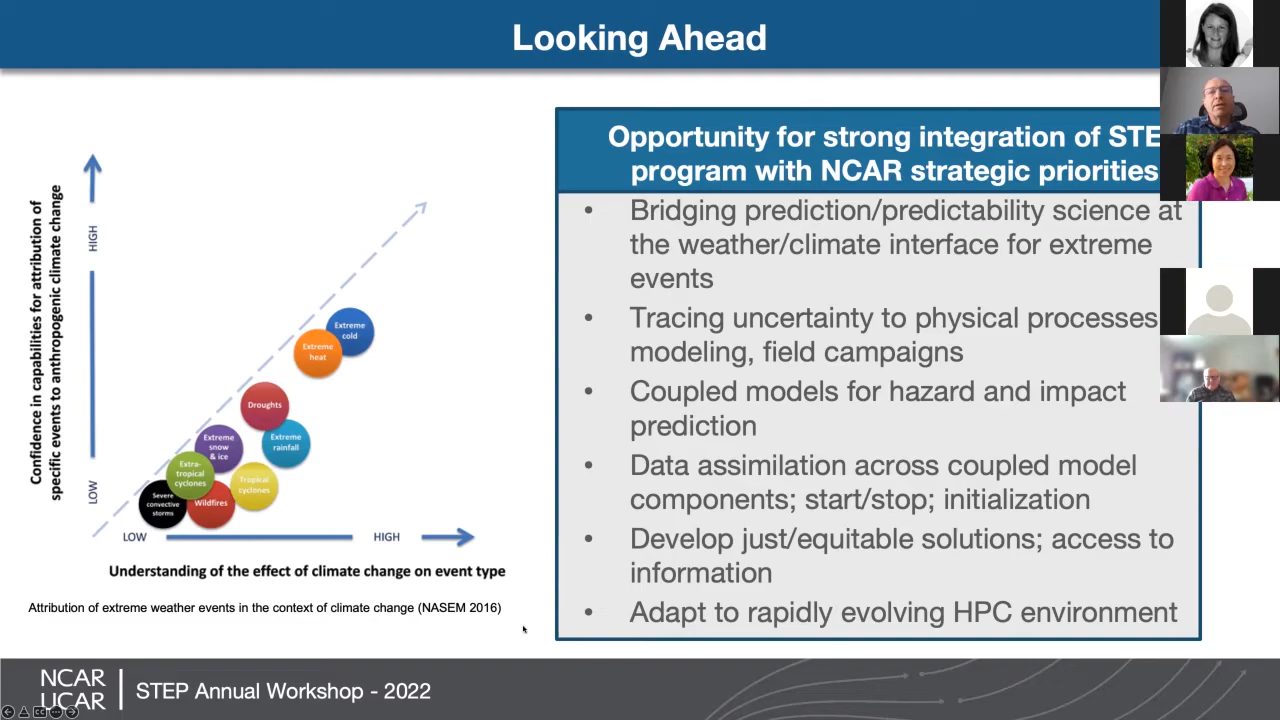 Looking Ahead
Confidence in capabilities for attribution of
specific events to anthropogenic climate change
HIGH
LOW
Extreme
cold
Extreme
heat
Droughts
Extreme
rainfall
Extreme
snow
& ice
Extra-
tropical
cyclones
Tropical
cyclones
Severe
convective
storms
Wildfires
LOW
HIGH
Understanding of the effect of climate change on event type
Attribution of extreme weather events in the context of climate change (NASEM 2016)
Opportunity for strong integration of STE
program with NCAR strategic priorities
• Bridging prediction/predictability science at
the weather/climate interface for extreme
events
• Tracing uncertainty to physical processes
modeling, field campaigns
• Coupled models for hazard and impact
prediction
• Data assimilation across coupled model
components; start/stop; initialization
• Develop just/equitable solutions; access to
information
• Adapt to rapidly evolving HPC environment
NCAR
UCAR
STEP Annual Workshop - 2022